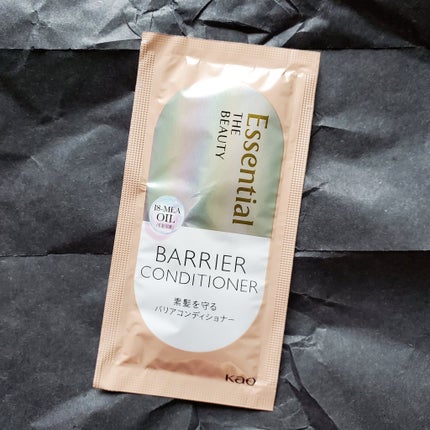 Essential
THE
BEAUTY
18-MEA
OIL
BARRIER
CONDITIONER
素髪を守る
バリアコンディショナー
Kao